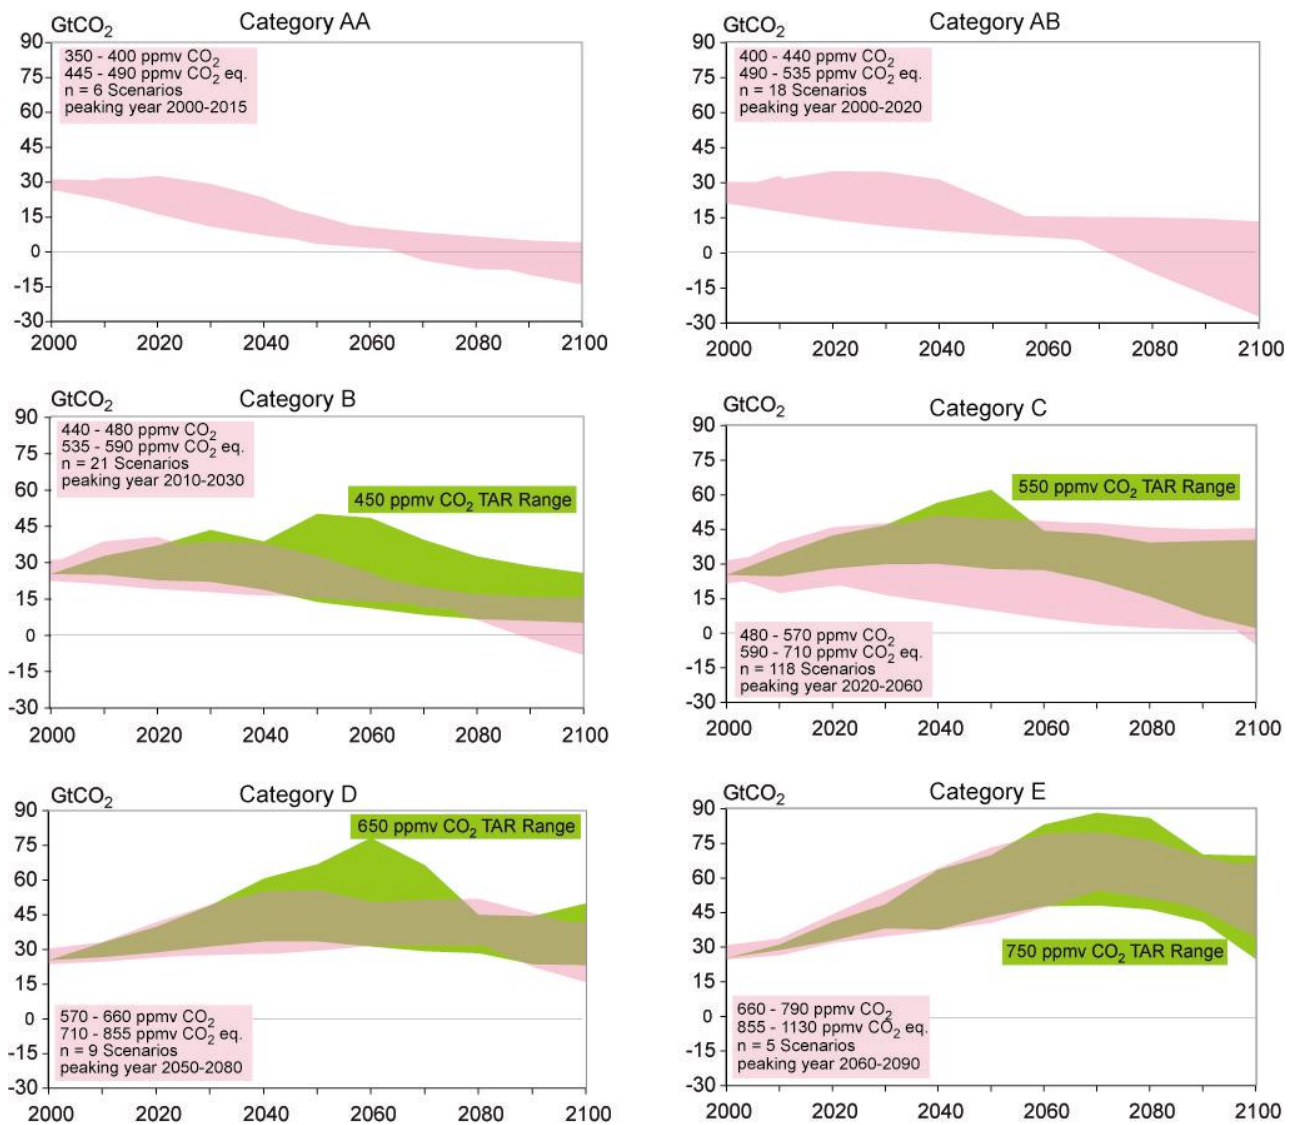 GtCO₂
Category AA
350 - 400 ppmv CO₂
445 - 490 ppmv CO₂ eq.
n = 6 Scenarios
peaking year 2000-2015
90
75
60
45
30
15
0
-15
-30
2000 2020 2040 2060 2080 2100
GtCO₂
Category AB
400 - 440 ppmv CO₂
490 - 535 ppmv CO₂ eq.
n = 18 Scenarios
peaking year 2000-2020
90
75
60
45
30
15
0
-15
-30
2000 2020 2040 2060 2080 2100
GtCO₂
Category B
440 - 480 ppmv CO₂
535 - 590 ppmv CO₂ eq.
n = 21 Scenarios
peaking year 2010-2030
450 ppmv CO₂ TAR Range
90
75
60
45
30
15
0
-15
-30
2000 2020 2040 2060 2080 2100
GtCO₂
Category C
550 ppmv CO₂ TAR Range
480 - 570 ppmv CO₂
590 - 710 ppmv CO₂ eq.
n = 118 Scenarios
peaking year 2020-2060
90
75
60
45
30
15
0
-15
-30
2000 2020 2040 2060 2080 2100
GtCO₂
Category D
650 ppmv CO₂ TAR Range
570 - 660 ppmv CO₂
710 - 855 ppmv CO₂ eq.
n = 9 Scenarios
peaking year 2050-2080
90
75
60
45
30
15
0
-15
-30
2000 2020 2040 2060 2080 2100
GtCO₂
Category E
750 ppmv CO₂ TAR Range
660 - 790 ppmv CO₂
855 - 1130 ppmv CO₂ eq.
n = 5 Scenarios
peaking year 2060-2090
90
75
60
45
30
15
0
-15
-30
2000 2020 2040 2060 2080 2100